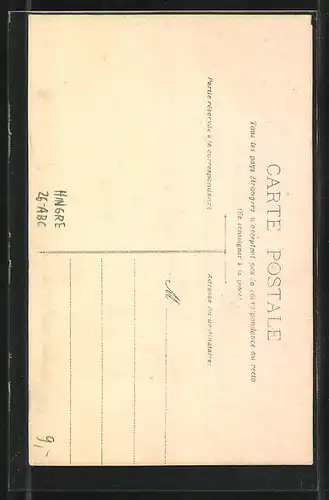 CARTE POSTALE
Tous les pays étrangers n'acceptent pas la correspondance au recto
(Se renseigner à la poste)
Partie réservée à la correspondance
Adresse du destinataire
M
HINGRE
26-ABC
9,-